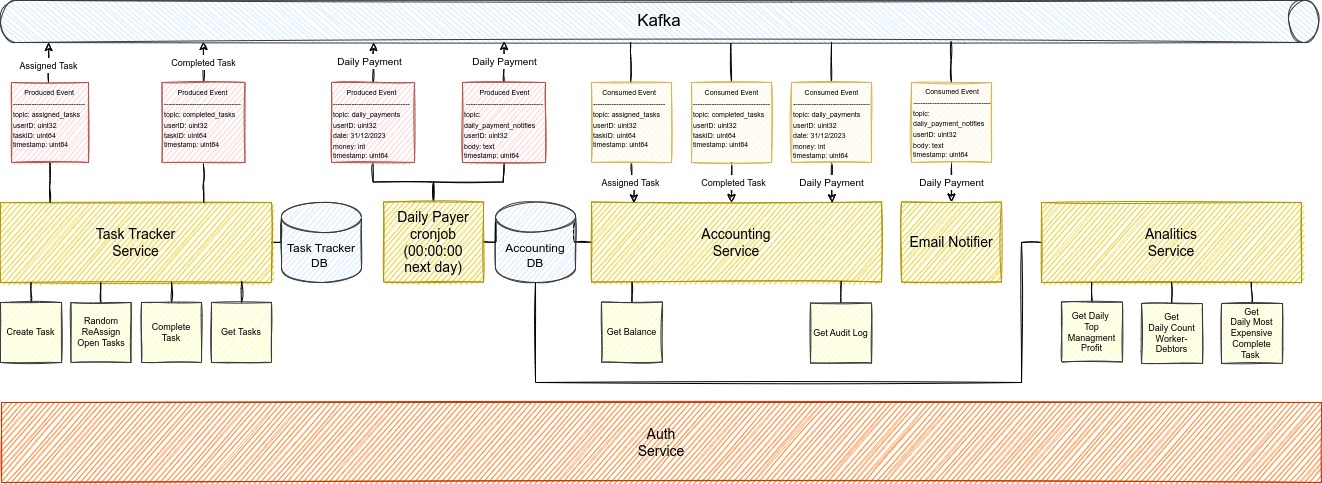 Kafka
Assigned Task
Completed Task
Daily Payment
Daily Payment
Produced Event
topic: assigned_tasks
userID: uint32
taskID: uint64
timestamp: uint64
Produced Event
topic: completed_tasks
userID: uint32
taskID: uint64
timestamp: uint64
Produced Event
topic: daily_payments
userID: uint32
date: 31/12/2023
money: int
timestamp: uint64
Produced Event
topic:
daily_payment_notifies
userID: uint32
body: text
timestamp: uint64
Consumed Event
topic: assigned_tasks
userID: uint32
taskID: uint64
timestamp: uint64
Consumed Event
topic: completed_tasks
userID: uint32
taskID: uint64
timestamp: uint64
Consumed Event
topic: daily_payments
userID: uint32
date: 31/12/2023
money: int
timestamp: uint64
Consumed Event
topic:
daily_payment_notifies
userID: uint32
body: text
timestamp: uint64
Assigned Task
Completed Task
Daily Payment
Daily Payment
Task Tracker
Service
Task Tracker
DB
Daily Payer
cronjob
(00:00:00
next day)
Accounting
DB
Accounting
Service
Email Notifier
Analitics
Service
Create Task
Random
ReAssign
Open Tasks
Complete
Task
Get Tasks
Get Balance
Get Audit Log
Get Daily
Top
Managment
Profit
Get
Daily Count
Worker-
Debtors
Get
Daily Most
Expensive
Complete
Task
Auth
Service